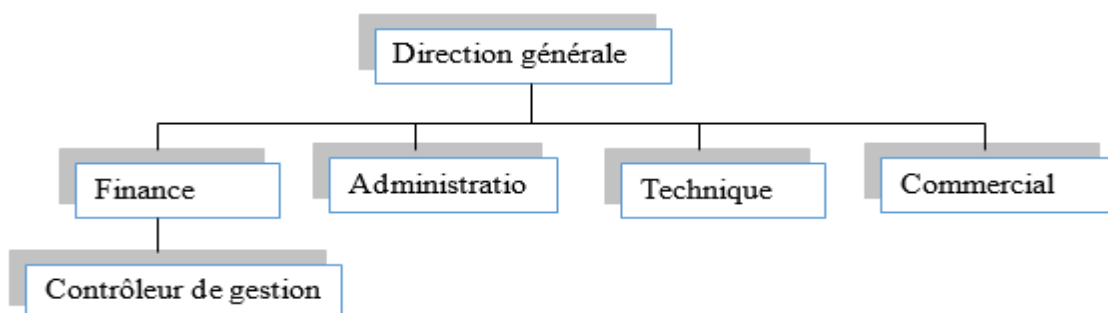 Direction générale
Finance
Administratio
Technique
Commercial
Contrôleur de gestion